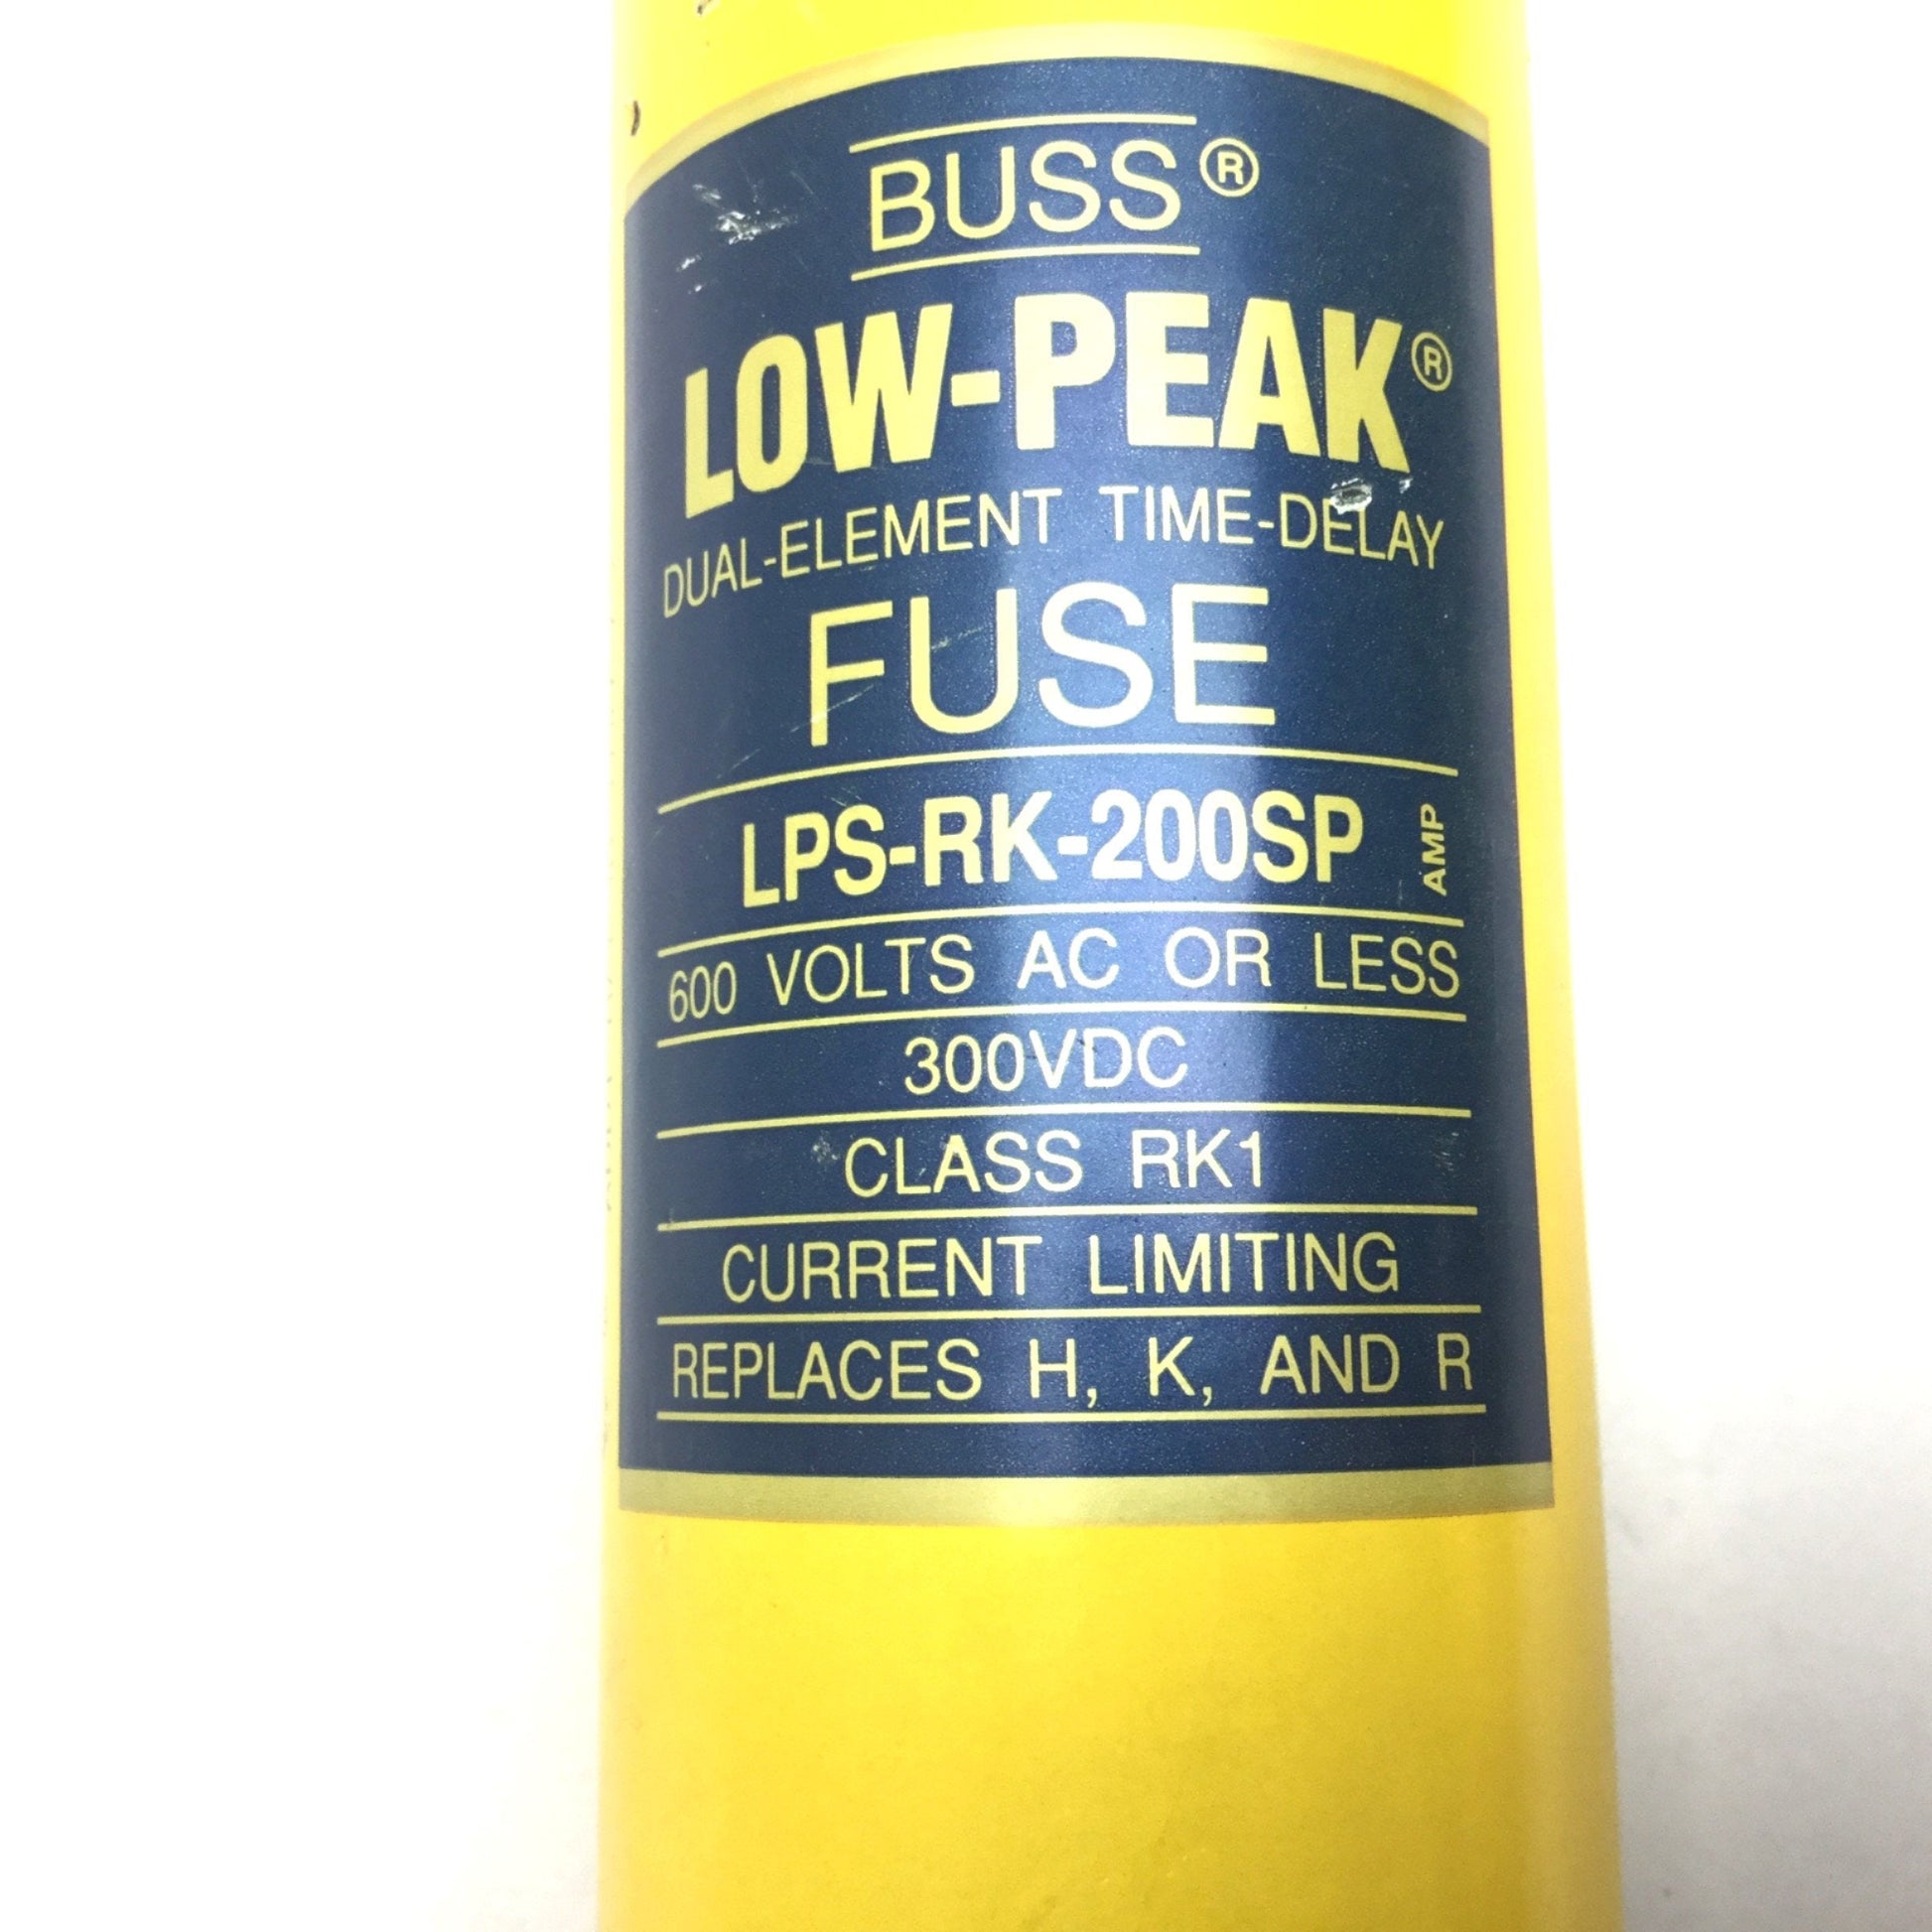 BUSS®
LOW-PEAK®
DUAL-ELEMENT TIME-DELAY
FUSE
LPS-RK-200SP AMP
600 VOLTS AC OR LESS
300VDC
CLASS RK1
CURRENT LIMITING
REPLACES H, K, AND R